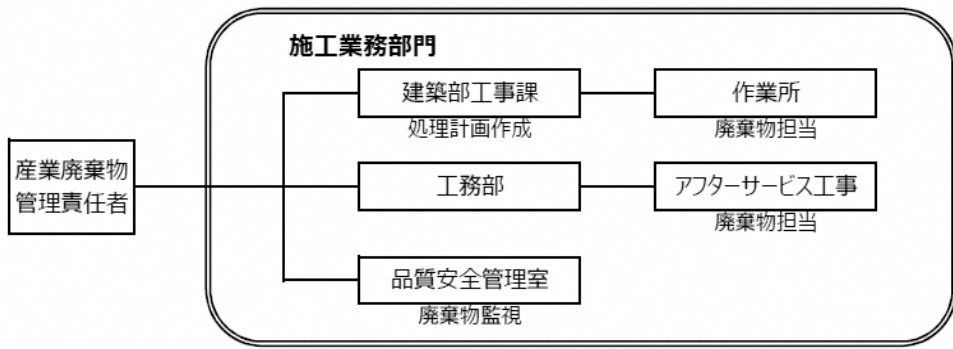 施工業務部門
建築部工事課
作業所
処理計画作成
廃棄物担当
産業廃棄物
管理責任者
工務部
アフターサービス工事
廃棄物担当
品質安全管理室
廃棄物監視